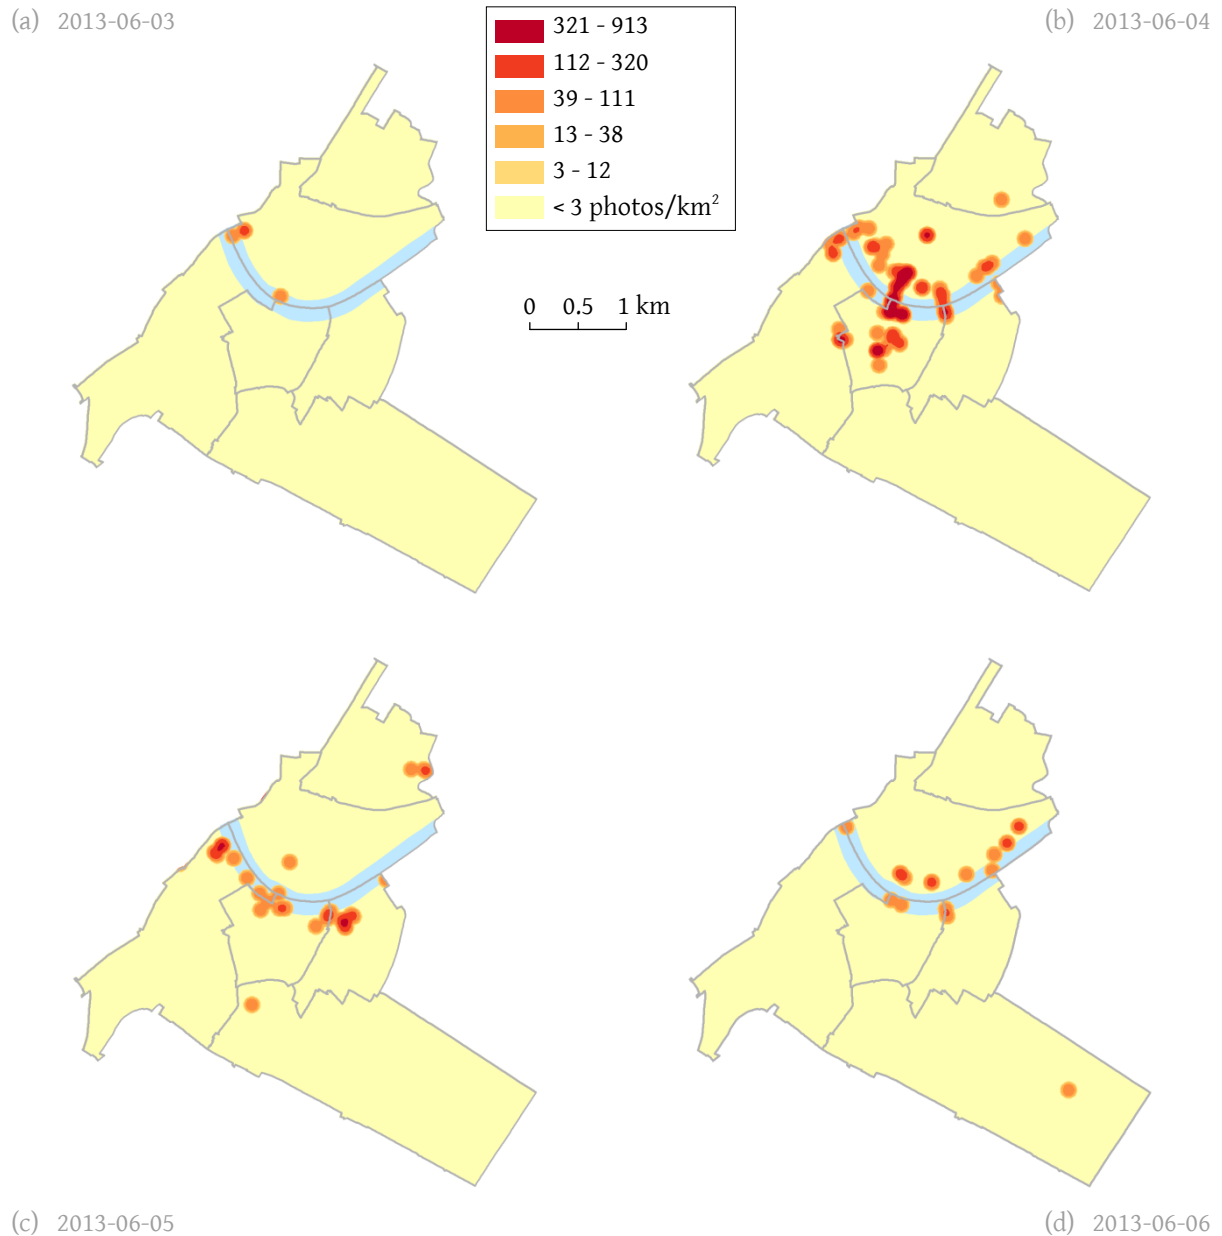 (a) 2013-06-03
321 - 913
112 - 320
39 - 111
13 - 38
3 - 12
< 3 photos/km²
(b) 2013-06-04
0 0.5 1 km
(c) 2013-06-05
(d) 2013-06-06